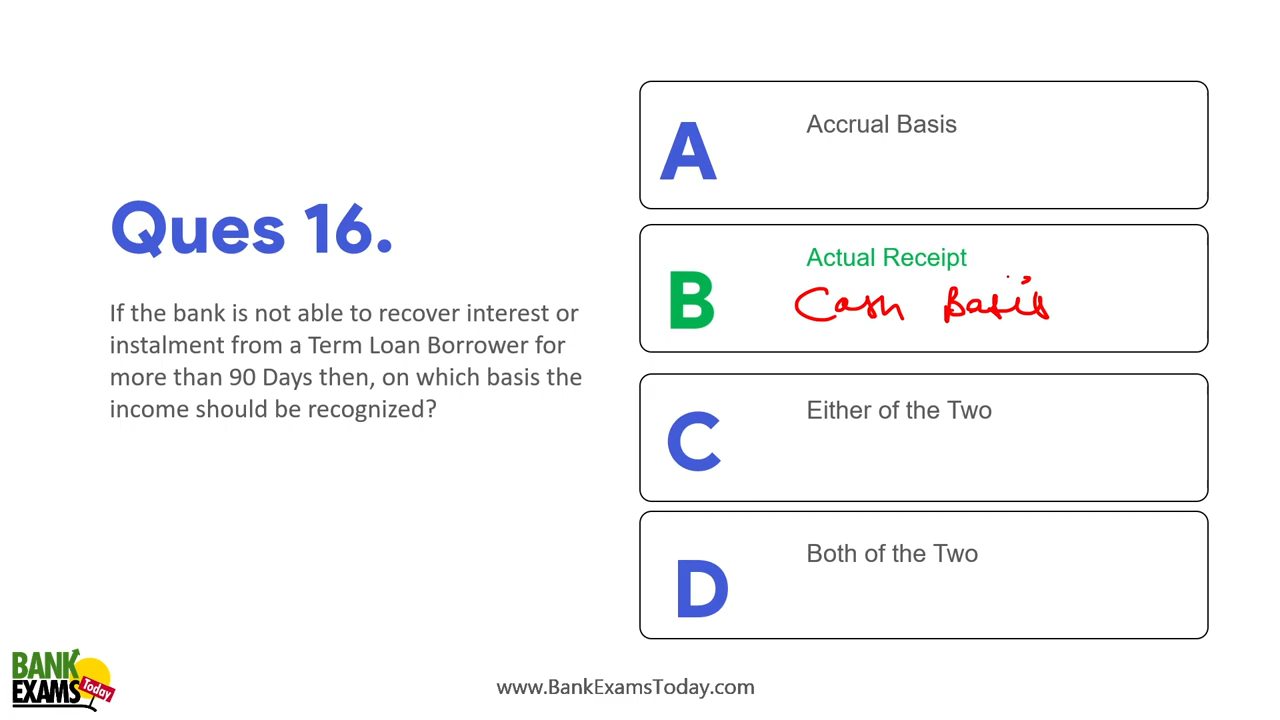 Ques 16.
If the bank is not able to recover interest or
instalment from a Term Loan Borrower for
more than 90 Days then, on which basis the
income should be recognized?
A
Accrual Basis
B
Actual Receipt
Cash Basis
C
Either of the Two
D
Both of the Two
BANK
EXAMS
Today
www.BankExamsToday.com